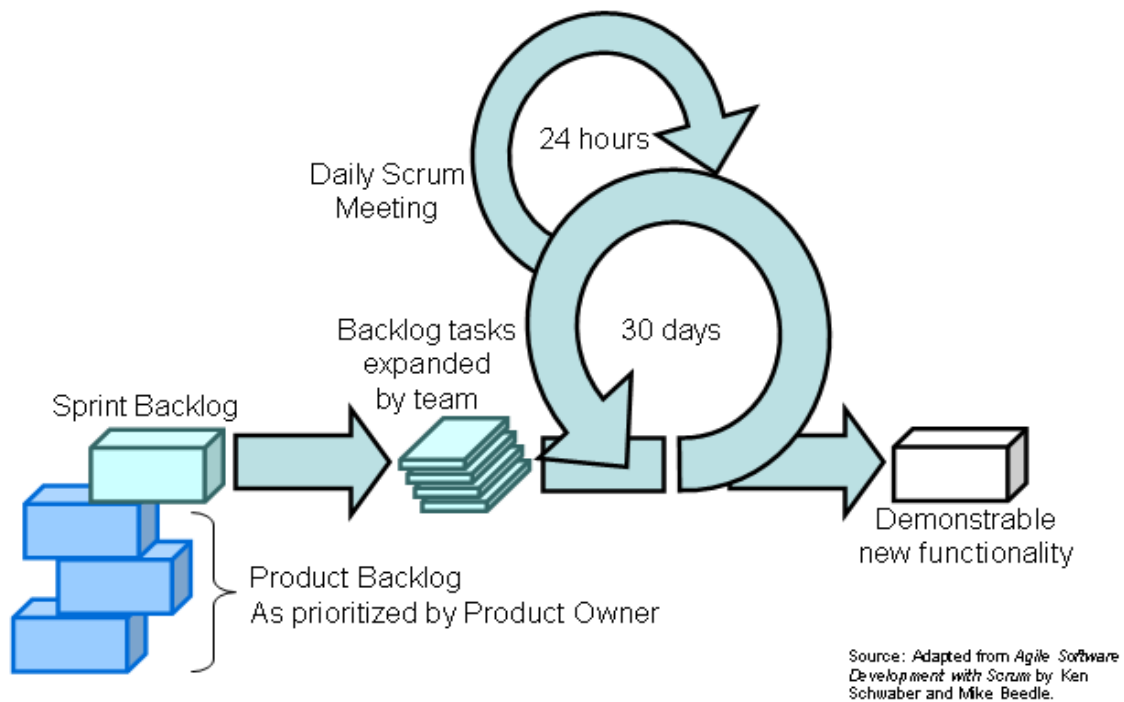 24 hours
Daily Scrum
Meeting
30 days
Backlog tasks
expanded
by team
Sprint Backlog
Demonstrable
new functionality
Product Backlog
As prioritized by Product Owner
Source: Adapted from Agile Software
Development with Scrum by Ken
Schwaber and Mike Beedle.